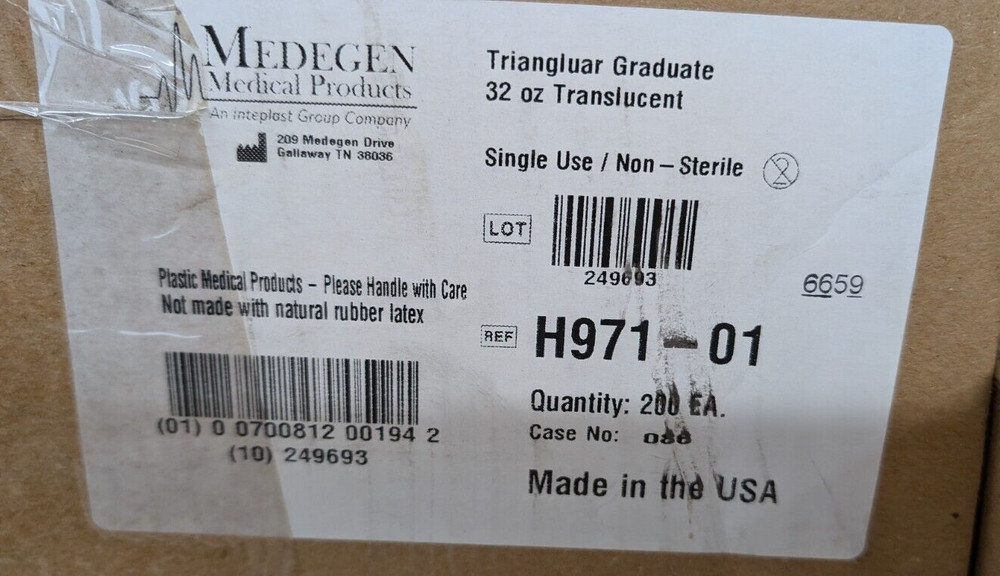 MEDEGEN
Medical Products
An Inteplast Group Company
209 Medegen Drive
Gallaway TN 38036
Triangluar Graduate
32 oz Translucent
Single Use / Non – Sterile
2
LOT
249693
6659
Plastic Medical Products – Please Handle with Care
Not made with natural rubber latex
REF
H971 – 01
(01) 0 0700812 00194 2
(10) 249693
Quantity: 200 EA.
Case No:
Made in the USA